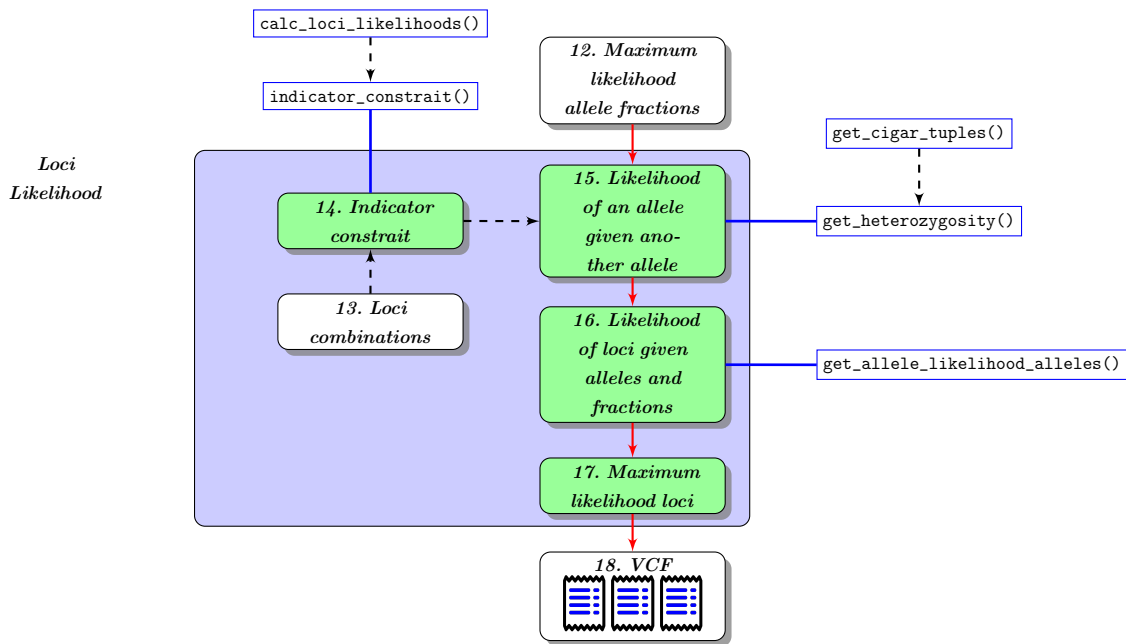 calc_loci_likelihoods()
indicator_constrait()
12. Maximum
likelihood
allele fractions
get_cigar_tuples()
get_heterozygosity()
Loci
Likelihood
14. Indicator
constrait
15. Likelihood
of an allele
given ano-
ther allele
13. Loci
combinations
16. Likelihood
of loci given
alleles and
fractions
get_allele_likelihood_alleles()
17. Maximum
likelihood loci
18. VCF